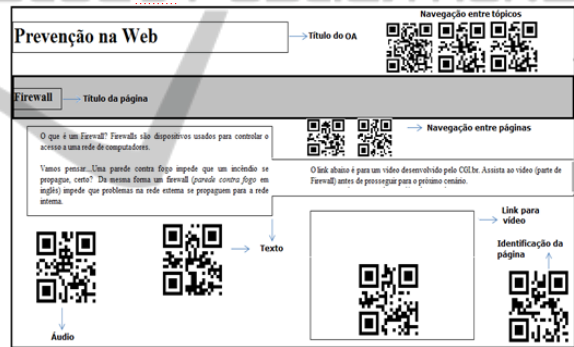 Navegação entre tópicos
Prevenção na Web
Título do OA
Firewall
Título da página
Navegação entre páginas
O que é um Firewall? Firewalls são dispositivos usados para controlar o
acesso a uma rede de computadores.
Vamos pensar...Uma parede contra fogo impede que um incêndio se
propague, certo? Da mesma forma um firewall (parede contra fogo em
inglês) impede que problemas na rede externa se propaguem para a rede
interna.
O link abaixo é para um vídeo desenvolvido pelo CGI.br. Assista ao vídeo (parte de
Firewall) antes de prosseguir para o próximo cenário.
Link para
vídeo
Texto
Identificação da
página
Áudio